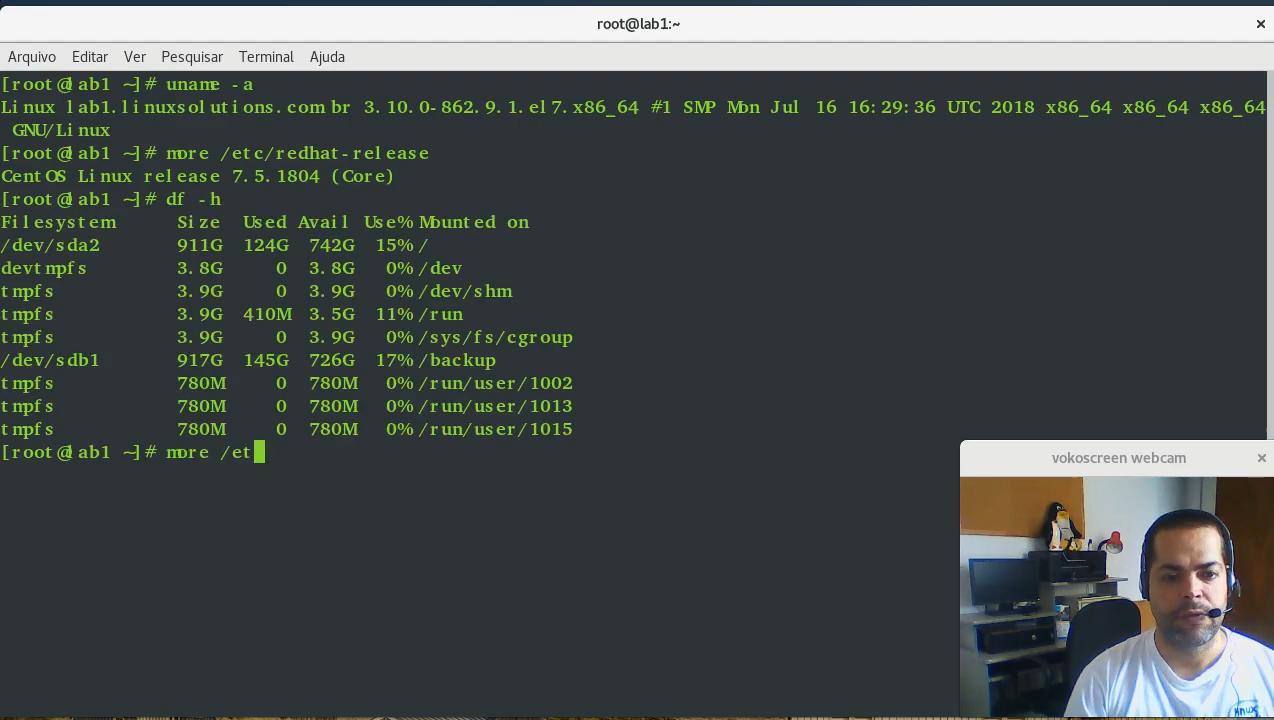 root@lab1:~
Arquivo Editar Ver Pesquisar Terminal Ajuda
[root@lab1 ~]# uname -a
Linux lab1.linuxsolutions.com br 3.10.0-862.9.1.el7.x86_64 #1 SMP Mon Jul 16 16:29:36 UTC 2018 x86_64 x86_64 x86_64
GNU/Linux
[root@lab1 ~]# more /etc/redhat-release
CentOS Linux release 7.5.1804 (Core)
[root@lab1 ~]# df -h
Filesystem Size Used Avail Use% Mounted on
/dev/sda2 911G 124G 742G 15% /
devtmpfs 3.8G 0 3.8G 0% /dev
tmpfs 3.9G 0 3.9G 0% /dev/shm
tmpfs 3.9G 410M 3.5G 11% /run
tmpfs 3.9G 0 3.9G 0% /sys/fs/cgroup
/dev/sdb1 917G 145G 726G 17% /backup
tmpfs 780M 0 780M 0% /run/user/1002
tmpfs 780M 0 780M 0% /run/user/1013
tmpfs 780M 0 780M 0% /run/user/1015
[root@lab1 ~]# more /et
vokoscreen webcam